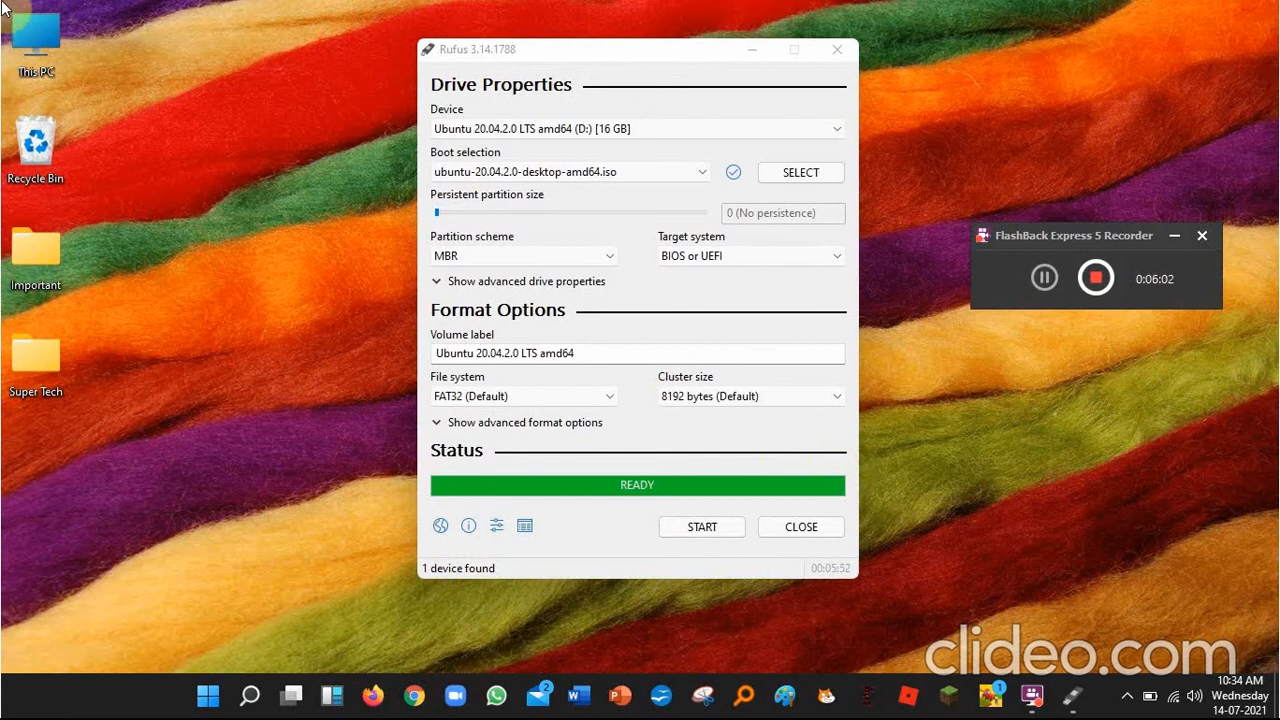 This PC
Recycle Bin
Important
Super Tech
Rufus 3.14.1788
Drive Properties
Device
Ubuntu 20.04.2.0 LTS amd64 (D:) [16 GB]
Boot selection
ubuntu-20.04.2.0-desktop-amd64.iso
SELECT
Persistent partition size
0 (No persistence)
Partition scheme
Target system
MBR
BIOS or UEFI
Show advanced drive properties
Format Options
Volume label
Ubuntu 20.04.2.0 LTS amd64
File system
Cluster size
FAT32 (Default)
8192 bytes (Default)
Show advanced format options
Status
READY
START
CLOSE
1 device found
00:05:52
FlashBack Express 5 Recorder
0:06:02
clideo.com
2
1
10:34 AM
Wednesday
14-07-2021